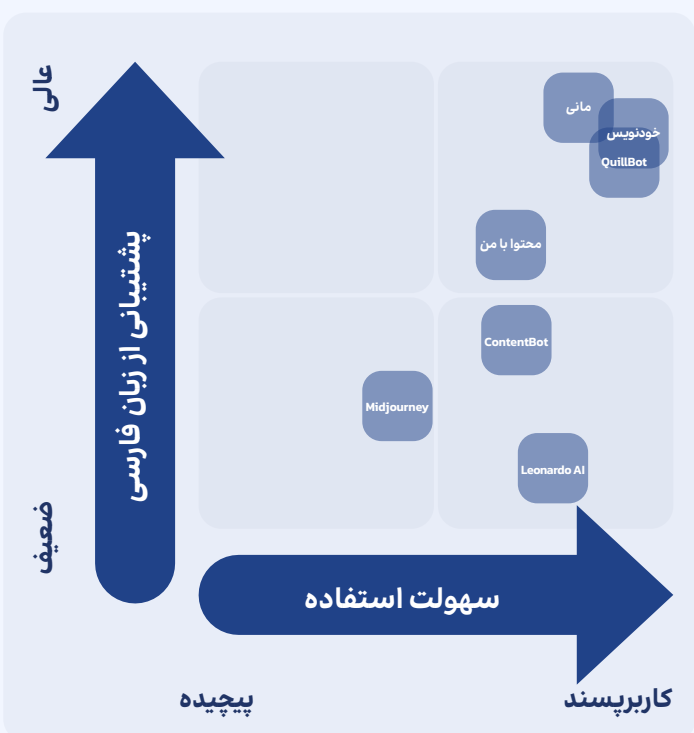 عالی
مانی
خودنویس
QuillBot
محتوا با من
پشتیبانی از زبان فارسی
ContentBot
Midjourney
Leonardo AI
ضعیف
سهولت استفاده
کاربرپسند
پیچیده